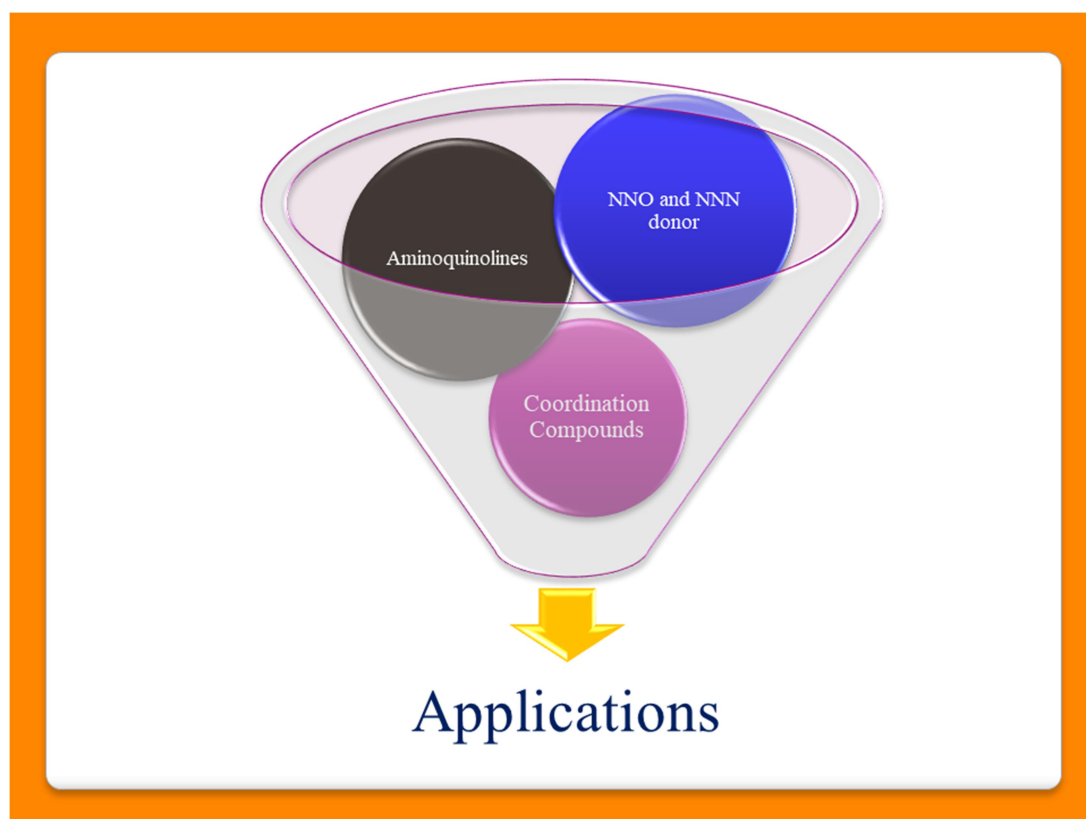 NNO and NNN
donor
Aminoquinolines
Coordination
Compounds
Applications